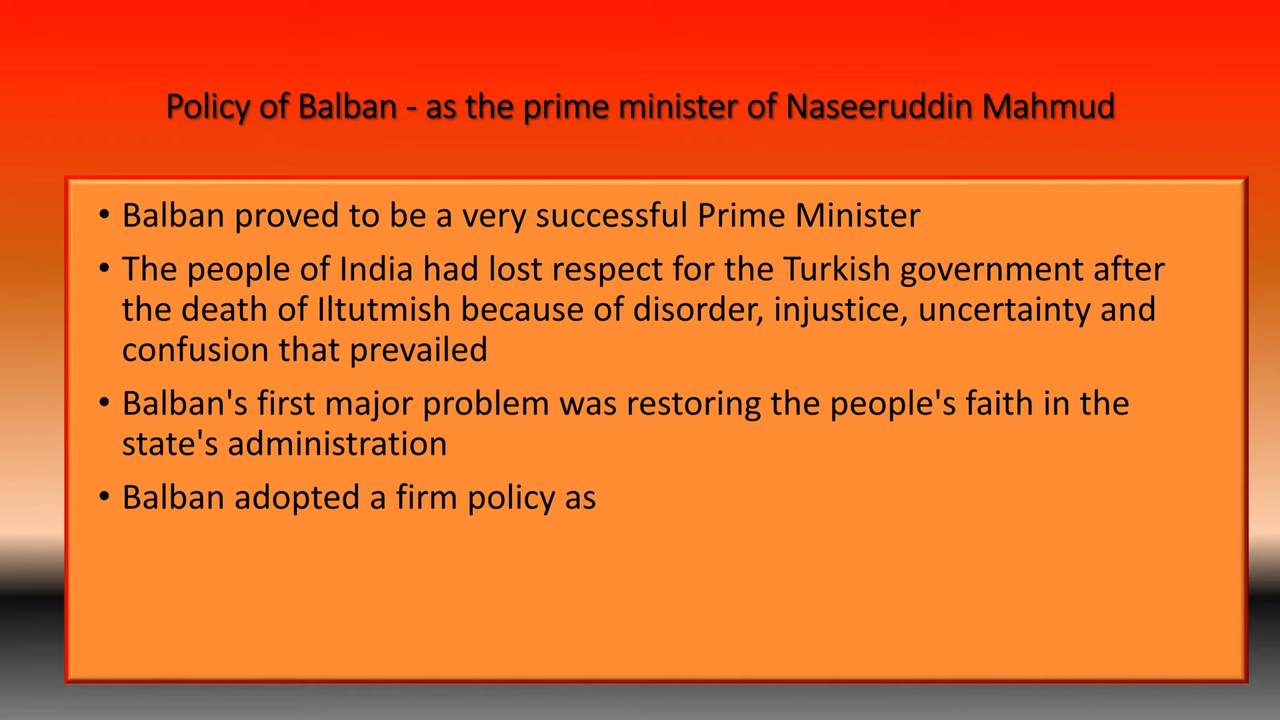 Policy of Balban - as the prime minister of Naseeruddin Mahmud
• Balban proved to be a very successful Prime Minister
• The people of India had lost respect for the Turkish government after
the death of Iltutmish because of disorder, injustice, uncertainty and
confusion that prevailed
• Balban's first major problem was restoring the people's faith in the
state's administration
• Balban adopted a firm policy as